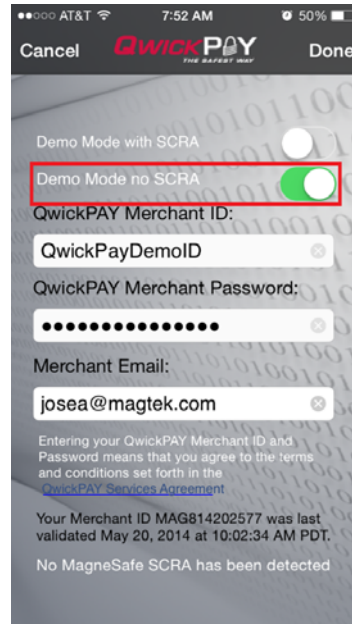 AT&T 7:52 AM 50%
Cancel QWICKPAY Done
THE SAFEST WAY
Demo Mode with SCRA
Demo Mode no SCRA
QwickPAY Merchant ID:
QwickPayDemoID
QwickPAY Merchant Password:
●●●●●●●●●●●●●●●
Merchant Email:
josea@magtek.com
Entering your QwickPAY Merchant ID and
Password means that you agree to the terms
and conditions set forth in the
QwickPAY Services Agreement
Your Merchant ID MAG814202577 was last
validated May 20, 2014 at 10:02:34 AM PDT.
No MagneSafe SCRA has been detected